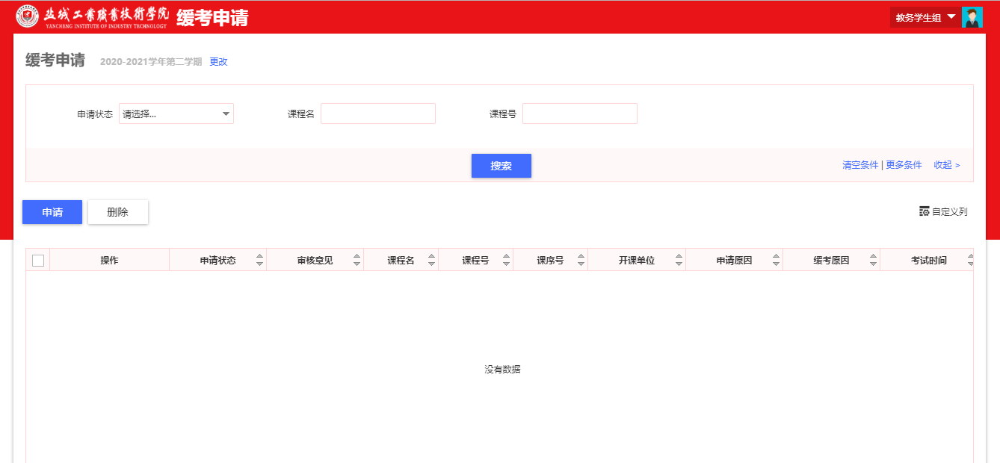 盐城工业職業技術學院 缓考申请 教务学生组
YANCHENG INSTITUTE OF INDUSTRY TECHNOLOGY
缓考申请 2020-2021学年第二学期 更改
申请状态 请选择... 课程名 课程号
搜索 清空条件 | 更多条件 收起 >
申请 删除 自定义列
操作 申请状态 审核意见 课程名 课程号 课序号 开课单位 申请原因 缓考原因 考试时间
没有数据